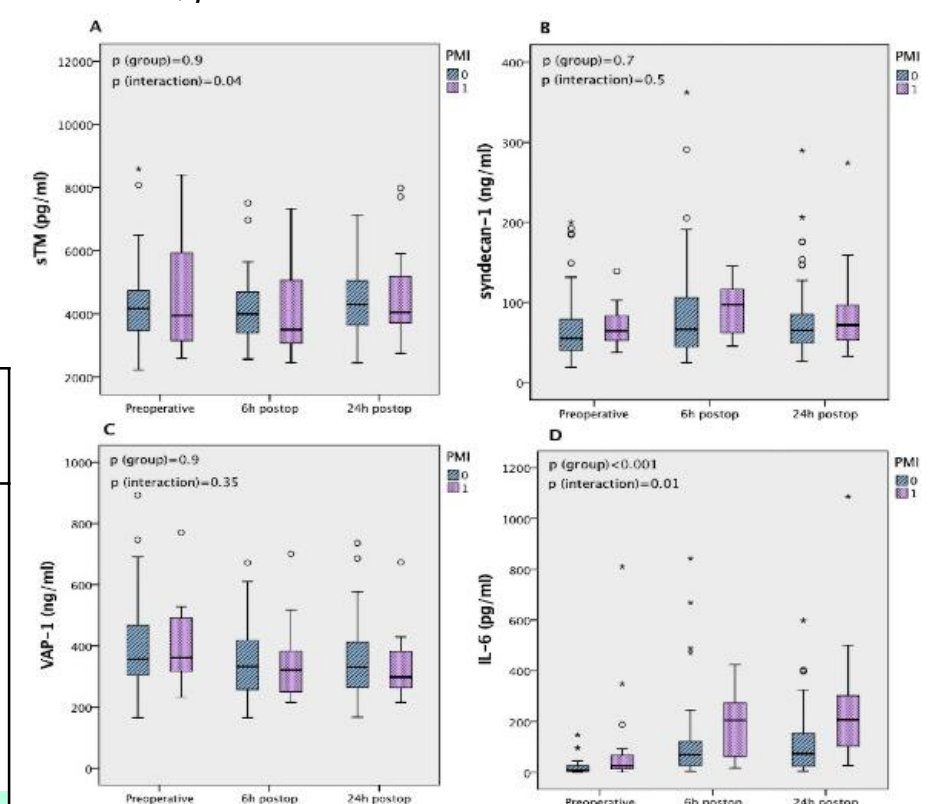 A
p (group)=0.9
p (interaction)=0.04
PMI
0
1
12000
10000
8000
6000
4000
2000
sTM (pg/ml)
Preoperative
6h postop
24h postop
B
p (group)=0.7
p (interaction)=0.5
PMI
0
1
400
300
200
100
0
syndecan-1 (ng/ml)
Preoperative
6h postop
24h postop
C
p (group)=0.9
p (interaction)=0.35
PMI
0
1
1000
800
600
400
200
0
VAP-1 (ng/ml)
Preoperative
6h postop
24h postop
D
p (group)<0.001
p (interaction)=0.01
PMI
0
1
1200
1000
800
600
400
200
0
IL-6 (pg/ml)
Preoperative
6h postop
24h postop